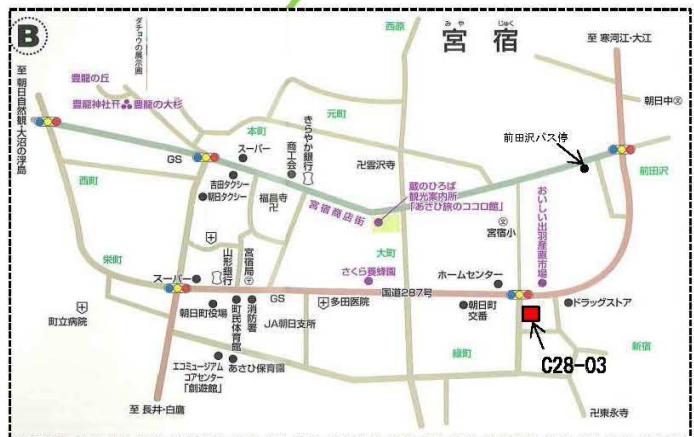 B
ダチョウの展示画
西原
みや じゅく
宮 宿
至 寒河江・大江
至 朝日自然観・大沼の浮島
豊龍の丘
豊龍神社
豊龍の大杉
朝日中
元町
本町
きらやか銀行
商工会
スーパー
GS
前田沢バス停
前田沢
卍雲沢寺
西町
吉田タクシー
朝日タクシー
福昌寺
卍
宮宿商店街
蔵のひろば
観光案内所
「あさひ旅のココロ館」
宮宿小
おいしい出羽産直市場
栄町
山形銀行
宮宿局
大町
さくら養蜂園
ホームセンター
スーパー
国道287号
町立病院
朝日町役場
町民体育館
消防署
GS
JA朝日支所
多田医院
朝日町
交番
ドラッグストア
エコミュージアム
コアセンター
「創遊館」
あさひ保育園
緑町
新宿
C28-03
至 長井・白鷹
卍東永寺